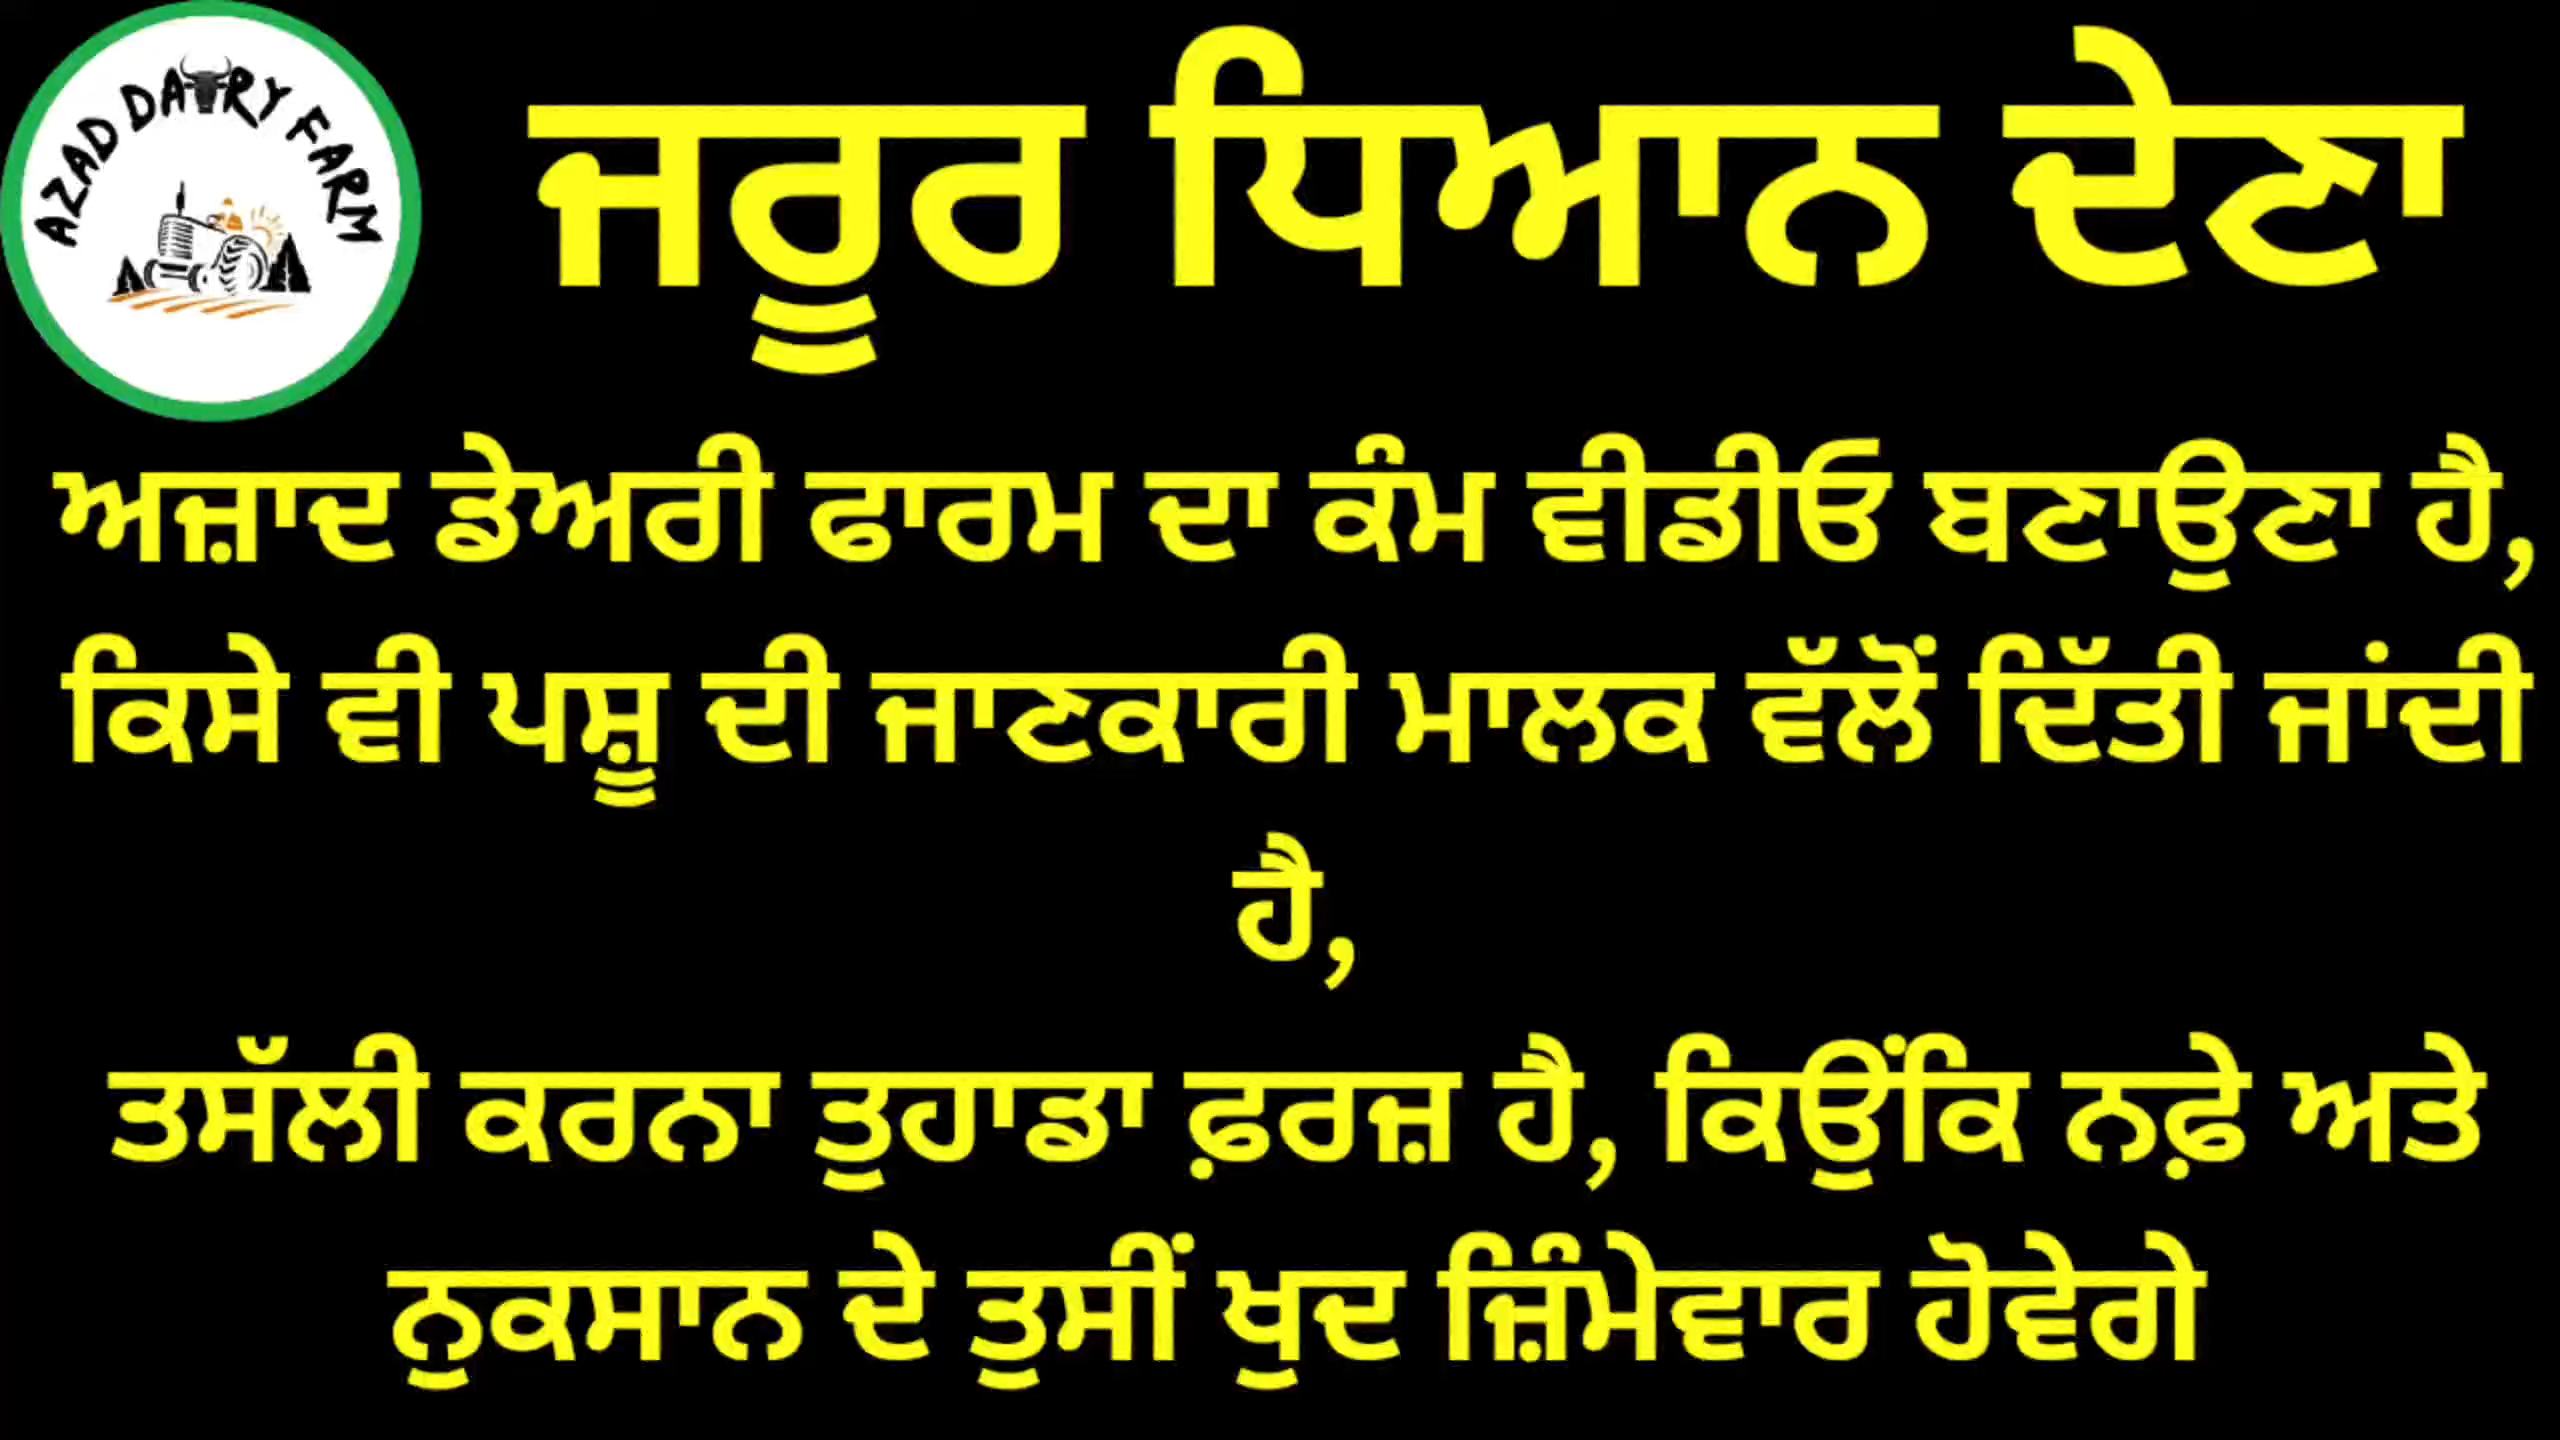 AZAD DAIRY FARM
ਜਰੂਰ ਧਿਆਨ ਦੇਣਾ
ਅਜ਼ਾਦ ਡੇਅਰੀ ਫਾਰਮ ਦਾ ਕੰਮ ਵੀਡੀਓ ਬਣਾਉਣਾ ਹੈ,
ਕਿਸੇ ਵੀ ਪਸ਼ੂ ਦੀ ਜਾਣਕਾਰੀ ਮਾਲਕ ਵੱਲੋਂ ਦਿੱਤੀ ਜਾਂਦੀ
ਹੈ,
ਤਸੱਲੀ ਕਰਨਾ ਤੁਹਾਡਾ ਫ਼ਰਜ਼ ਹੈ, ਕਿਉਂਕਿ ਨਫ਼ੇ ਅਤੇ
ਨੁਕਸਾਨ ਦੇ ਤੁਸੀਂ ਖੁਦ ਜ਼ਿੰਮੇਵਾਰ ਹੋਵੇਗੇ